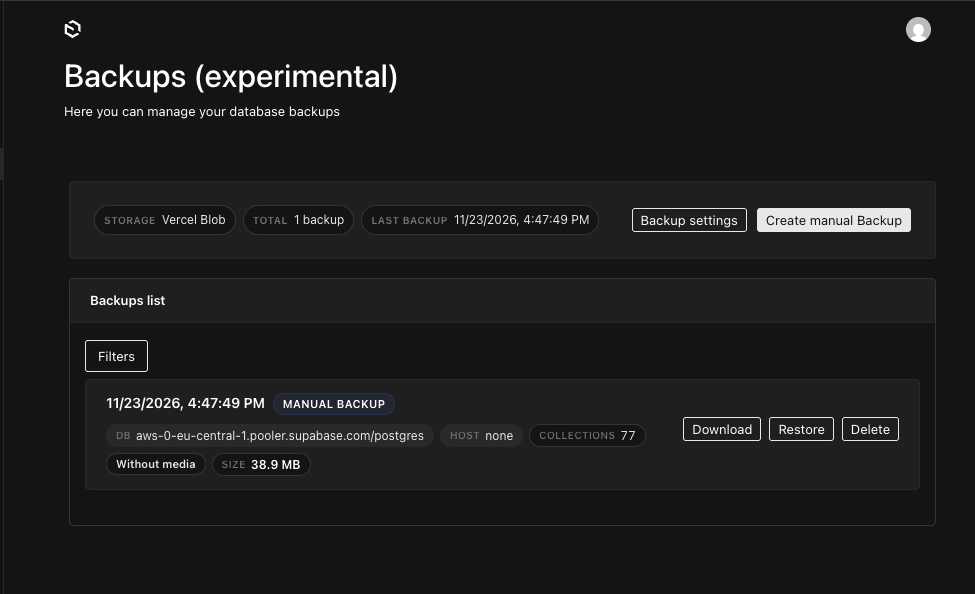 Backups (experimental)
Here you can manage your database backups
STORAGE Vercel Blob TOTAL 1 backup LAST BACKUP 11/23/2026, 4:47:49 PM Backup settings Create manual Backup
Backups list
Filters
11/23/2026, 4:47:49 PM MANUAL BACKUP
DB aws-0-eu-central-1.pooler.supabase.com/postgres HOST none COLLECTIONS 77 Download Restore Delete
Without media SIZE 38.9 MB